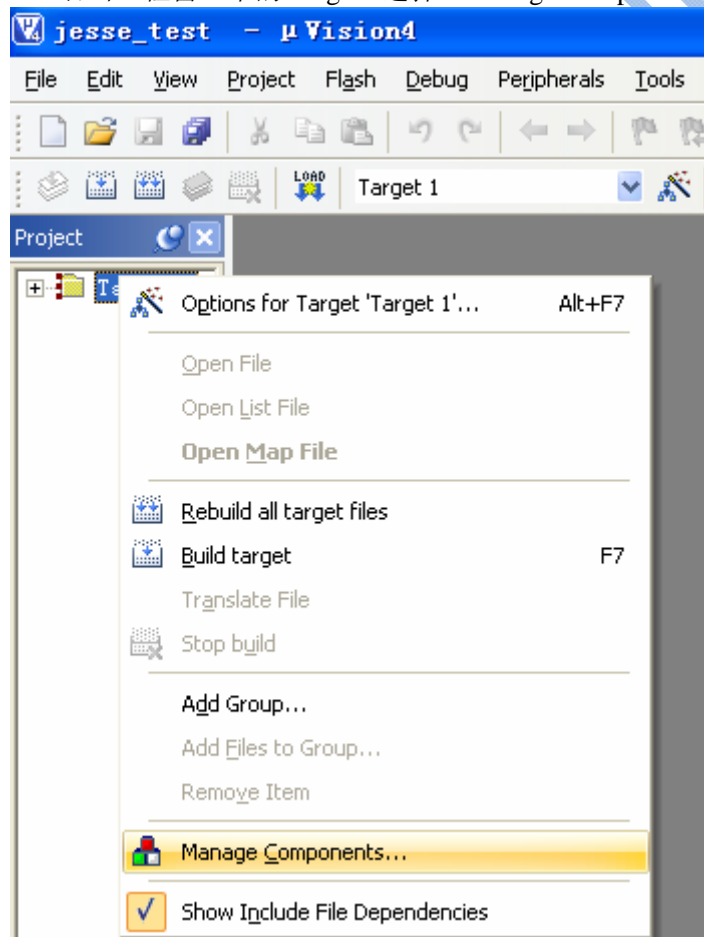 jesse_test - µVision4
File Edit View Project Flash Debug Peripherals Tools
LOAD Target 1
Project
Options for Target 'Target 1'... Alt+F7
Open File
Open List File
Open Map File
Rebuild all target files
Build target F7
Translate File
Stop build
Add Group...
Add Files to Group...
Remove Item
Manage Components...
Show Include File Dependencies